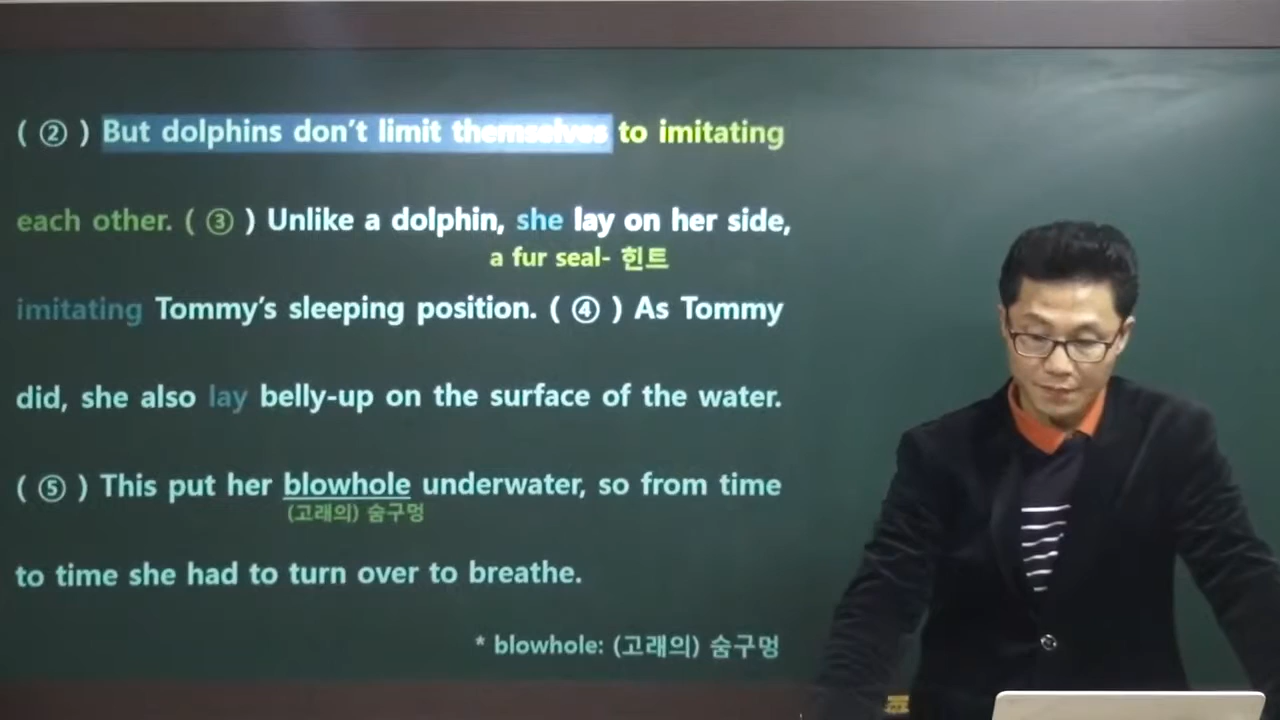 ( ② ) But dolphins don't limit themselves to imitating
each other. ( ③ ) Unlike a dolphin, she lay on her side,
a fur seal- 힌트
imitating Tommy's sleeping position. ( ④ ) As Tommy
did, she also lay belly-up on the surface of the water.
( ⑤ ) This put her blowhole underwater, so from time
(고래의) 숨구멍
to time she had to turn over to breathe.
* blowhole: (고래의) 숨구멍